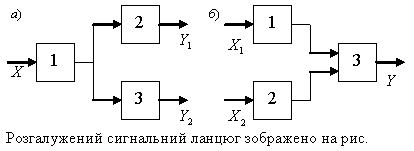 а)
2
Y₁
X
1
3
Y₂
б)
1
X₁
3
Y
2
X₂
Розгалужений сигнальний ланцюг зображено на рис.